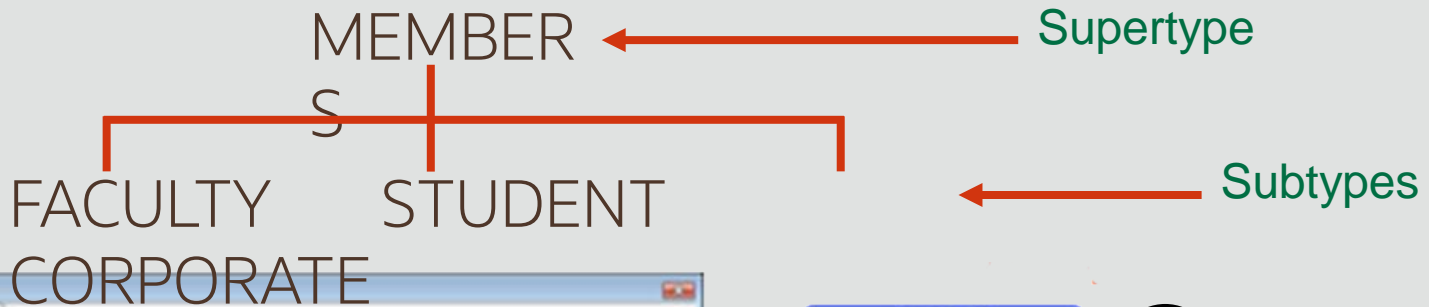 MEMBER
Supertype
S
FACULTY STUDENT
Subtypes
CORPORATE